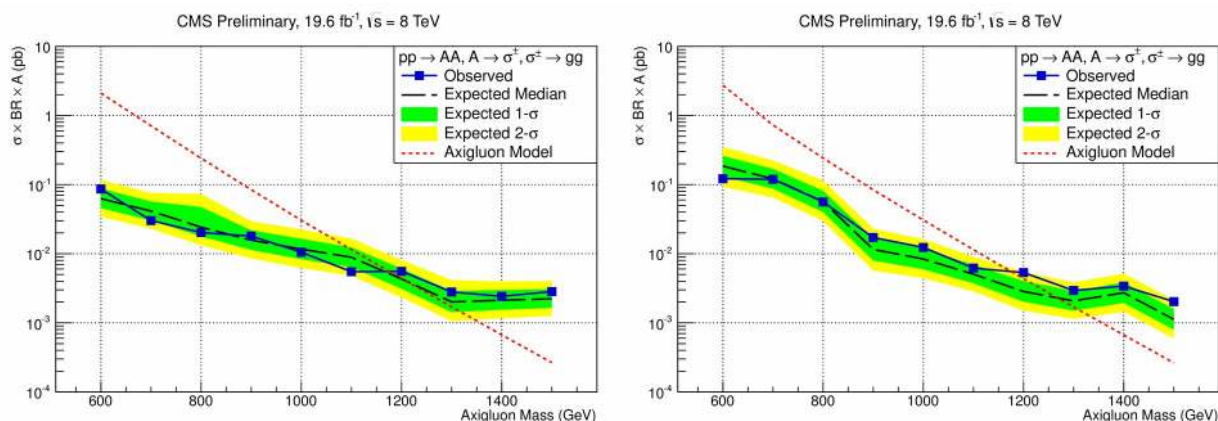 CMS Preliminary, 19.6 fb⁻¹, √s = 8 TeV
σ × BR × A (pb)
10
1
10⁻¹
10⁻²
10⁻³
10⁻⁴
pp → AA, A → σ±, σ± → gg
Observed
Expected Median
Expected 1-σ
Expected 2-σ
Axigluon Model
600 800 1000 1200 1400
Axigluon Mass (GeV)
CMS Preliminary, 19.6 fb⁻¹, √s = 8 TeV
σ × BR × A (pb)
10
1
10⁻¹
10⁻²
10⁻³
10⁻⁴
pp → AA, A → σ±, σ± → gg
Observed
Expected Median
Expected 1-σ
Expected 2-σ
Axigluon Model
600 800 1000 1200 1400
Axigluon Mass (GeV)